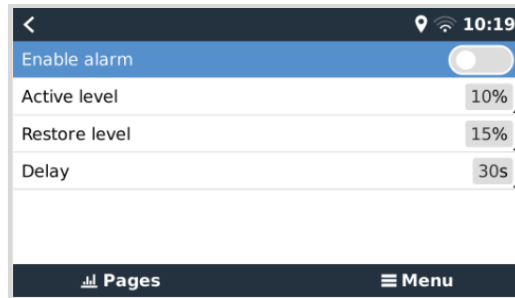 10:19
Enable alarm
Active level 10%
Restore level 15%
Delay 30s
Pages Menu